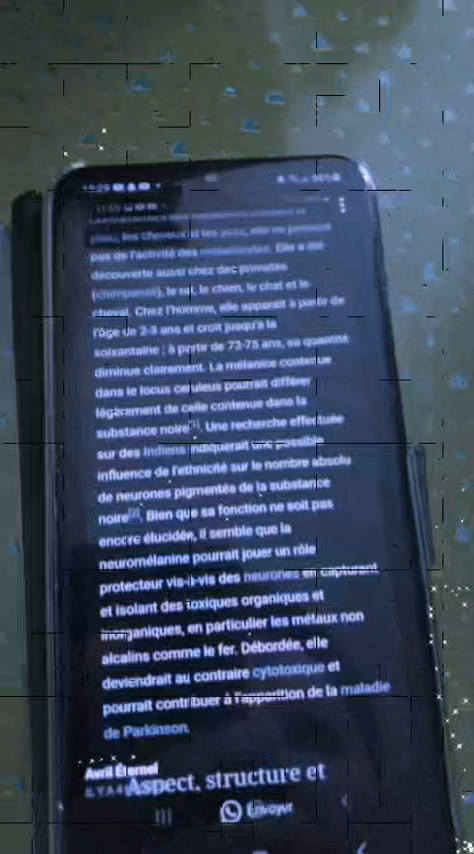 15:29
peau, les cheveux et les yeux, elle ne provient
pas de l'activité des mélanocytes. Elle a été
découverte aussi chez des primates
(chimpanzé), le rat, le chien, le chat et le
cheval. Chez l'homme, elle apparaît à partir de
l'âge de 2-3 ans et croît jusqu'à la
soixantaine ; à partir de 73-75 ans, sa quantité
diminue clairement. La mélanine contenue
dans le locus cœruleus pourrait différer
légèrement de celle contenue dans la
substance noire. Une recherche effectuée
sur des Indiens indiquerait une possible
influence de l'ethnicité sur le nombre absolu
de neurones pigmentés de la substance
noire. Bien que sa fonction ne soit pas
encore élucidée, il semble que la
neuromélanine pourrait jouer un rôle
protecteur vis-à-vis des neurones en capturant
et isolant des toxiques organiques et
inorganiques, en particulier les métaux non
alcalins comme le fer. Débordée, elle
deviendrait au contraire cytotoxique et
pourrait contribuer à l'apparition de la maladie
de Parkinson.
Avril Éternel
Aspect, structure et
Envoyer